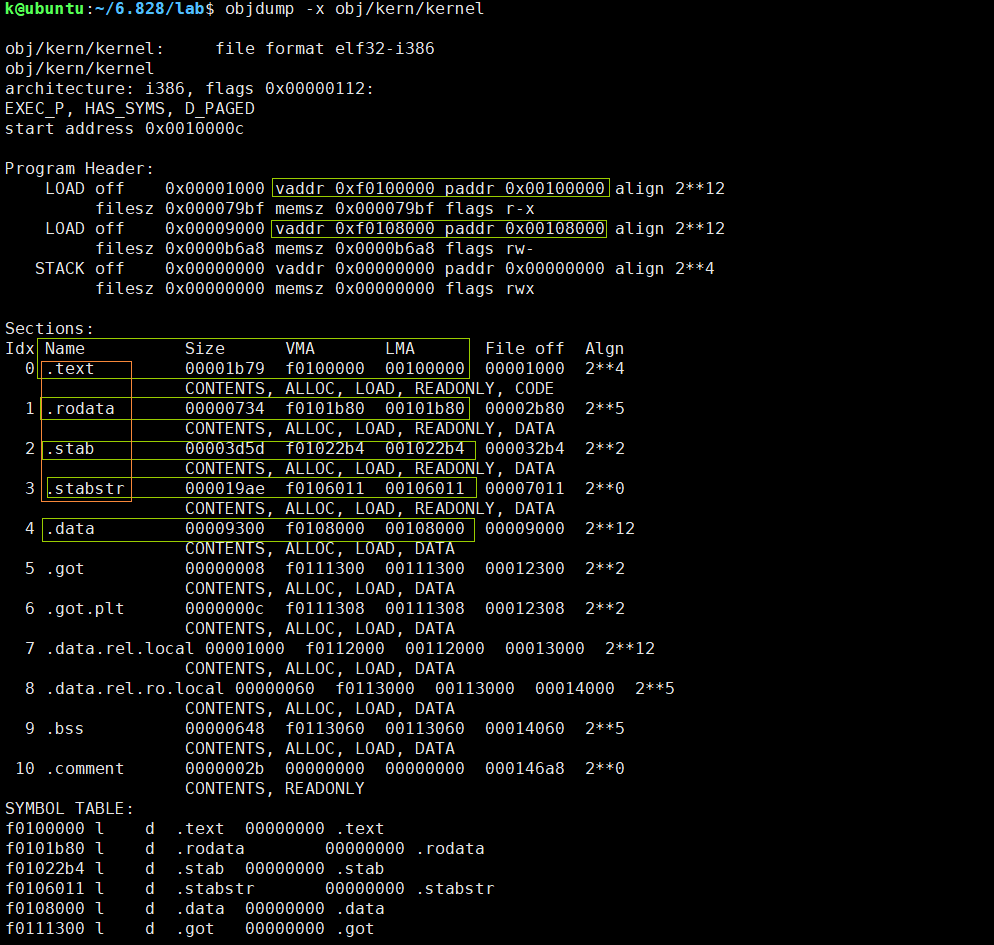 k@ubuntu:~/6.828/lab$ objdump -x obj/kern/kernel
obj/kern/kernel:     file format elf32-i386
obj/kern/kernel
architecture: i386, flags 0x00000112:
EXEC_P, HAS_SYMS, D_PAGED
start address 0x0010000c
Program Header:
    LOAD off    0x00001000 vaddr 0xf0100000 paddr 0x00100000 align 2**12
         filesz 0x000079bf memsz 0x000079bf flags r-x
    LOAD off    0x00009000 vaddr 0xf0108000 paddr 0x00108000 align 2**12
         filesz 0x0000b6a8 memsz 0x0000b6a8 flags rw-
   STACK off    0x00000000 vaddr 0x00000000 paddr 0x00000000 align 2**4
         filesz 0x00000000 memsz 0x00000000 flags rwx
Sections:
Idx Name          Size      VMA       LMA       File off  Algn
  0 .text         00001b79  f0100000  00100000  00001000  2**4
                  CONTENTS, ALLOC, LOAD, READONLY, CODE
  1 .rodata       00000734  f0101b80  00101b80  00002b80  2**5
                  CONTENTS, ALLOC, LOAD, READONLY, DATA
  2 .stab         00003d5d  f01022b4  001022b4  000032b4  2**2
                  CONTENTS, ALLOC, LOAD, READONLY, DATA
  3 .stabstr      000019ae  f0106011  00106011  00007011  2**0
                  CONTENTS, ALLOC, LOAD, READONLY, DATA
  4 .data         00009300  f0108000  00108000  00009000  2**12
                  CONTENTS, ALLOC, LOAD, DATA
  5 .got          00000008  f0111300  00111300  00012300  2**2
                  CONTENTS, ALLOC, LOAD, DATA
  6 .got.plt      0000000c  f0111308  00111308  00012308  2**2
                  CONTENTS, ALLOC, LOAD, DATA
  7 .data.rel.local 00001000  f0112000  00112000  00013000  2**12
                  CONTENTS, ALLOC, LOAD, DATA
  8 .data.rel.ro.local 00000060  f0113000  00113000  00014000  2**5
                  CONTENTS, ALLOC, LOAD, DATA
  9 .bss          00000648  f0113060  00113060  00014060  2**5
                  CONTENTS, ALLOC, LOAD, DATA
 10 .comment      0000002b  00000000  00000000  000146a8  2**0
                  CONTENTS, READONLY
SYMBOL TABLE:
f0100000 l    d  .text  00000000 .text
f0101b80 l    d  .rodata        00000000 .rodata
f01022b4 l    d  .stab  00000000 .stab
f0106011 l    d  .stabstr       00000000 .stabstr
f0108000 l    d  .data  00000000 .data
f0111300 l    d  .got   00000000 .got